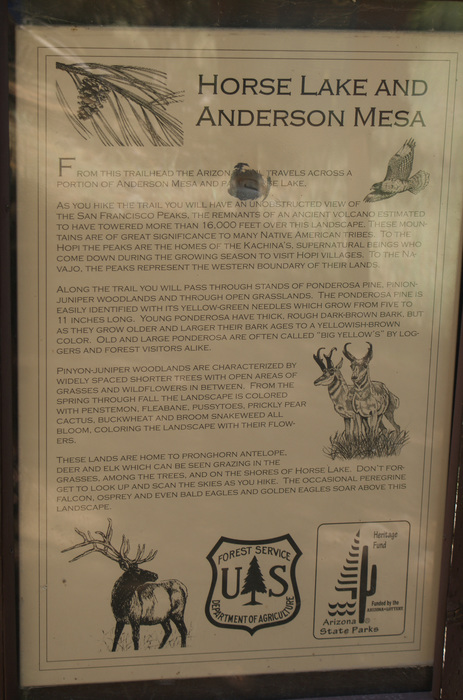 HORSE LAKE AND
ANDERSON MESA
FROM THIS TRAILHEAD THE ARIZONA TRAIL TRAVELS ACROSS A
PORTION OF ANDERSON MESA AND LAKE.
AS YOU HIKE THE TRAIL YOU WILL HAVE AN UNOBSTRUCTED VIEW OF
THE SAN FRANCISCO PEAKS, THE REMNANTS OF AN ANCIENT VOLCANO ESTIMATED
TO HAVE TOWERED MORE THAN 16,000 FEET OVER THIS LANDSCAPE. THESE MOUN-
TAINS ARE OF GREAT SIGNIFICANCE TO MANY NATIVE AMERICAN TRIBES. TO THE
HOPI THE PEAKS ARE THE HOMES OF THE KACHINA'S, SUPERNATURAL BEINGS WHO
COME DOWN DURING THE GROWING SEASON TO VISIT HOPI VILLAGES. TO THE NA-
VAJO, THE PEAKS REPRESENT THE WESTERN BOUNDARY OF THEIR LANDS.
ALONG THE TRAIL YOU WILL PASS THROUGH STANDS OF PONDEROSA PINE, PINION-
JUNIPER WOODLANDS AND THROUGH OPEN GRASSLANDS. THE PONDEROSA PINE IS
EASILY IDENTIFIED WITH ITS YELLOW-GREEN NEEDLES WHICH GROW FROM FIVE TO
11 INCHES LONG. YOUNG PONDEROSA HAVE THICK, ROUGH DARK-BROWN BARK, BUT
AS THEY GROW OLDER AND LARGER THEIR BARK AGES TO A YELLOWISH-BROWN
COLOR. OLD AND LARGE PONDEROSA ARE OFTEN CALLED "BIG YELLOW'S" BY LOG-
GERS AND FOREST VISITORS ALIKE.
PINYON-JUNIPER WOODLANDS ARE CHARACTERIZED BY
WIDELY SPACED SHORTER TREES WITH OPEN AREAS OF
GRASSES AND WILDFLOWERS IN BETWEEN. FROM THE
SPRING THROUGH FALL THE LANDSCAPE IS COLORED
WITH PENSTEMON, FLEABANE, PUSSYTOES, PRICKLY PEAR
CACTUS, BUCKWHEAT AND BROOM SNAKEWEED ALL
BLOOM, COLORING THE LANDSCAPE WITH THEIR FLOW-
ERS.
THESE LANDS ARE HOME TO PRONGHORN ANTELOPE,
DEER AND ELK WHICH CAN BE SEEN GRAZING IN THE
GRASSES, AMONG THE TREES, AND ON THE SHORES OF HORSE LAKE. DON'T FOR-
GET TO LOOK UP AND SCAN THE SKIES AS YOU HIKE. THE OCCASIONAL PEREGRINE
FALCON, OSPREY AND EVEN BALD EAGLES AND GOLDEN EAGLES SOAR ABOVE THIS
LANDSCAPE.
FOREST SERVICE
U S
DEPARTMENT OF AGRICULTURE
Heritage
Fund
Funded by the
ARIZONA LOTTERY
Arizona ®
State Parks